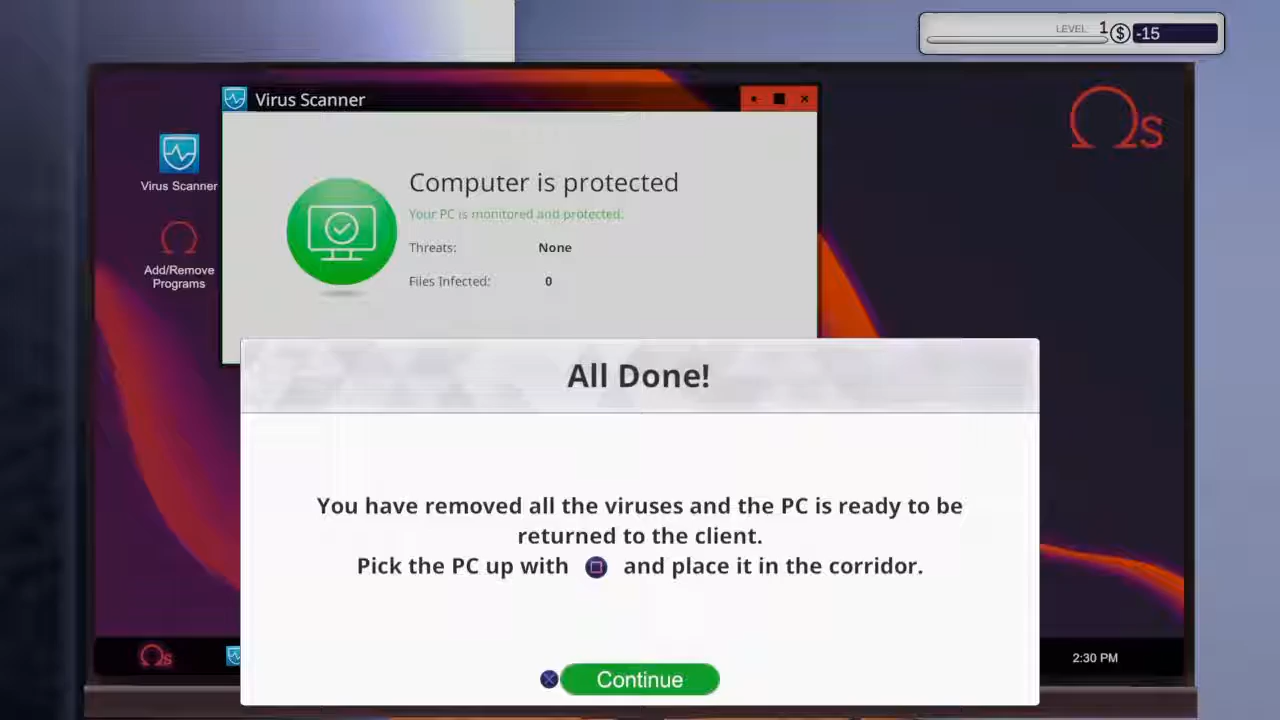 LEVEL: 1 $ -15
Virus Scanner
Ωs
Virus Scanner
Computer is protected
Your PC is monitored and protected.
Threats: None
Files Infected: 0
Add/Remove
Programs
All Done!
You have removed all the viruses and the PC is ready to be
returned to the client.
Pick the PC up with and place it in the corridor.
Continue
Ωs
2:30 PM